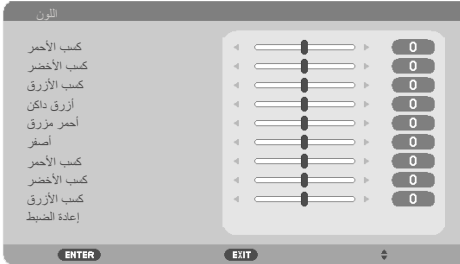 اللون
كسب الأحمر 0
كسب الأخضر 0
كسب الأزرق 0
أزرق داكن 0
أحمر مزرق 0
أصفر 0
كسب الأحمر 0
كسب الأخضر 0
كسب الأزرق 0
إعادة الضبط
ENTER EXIT